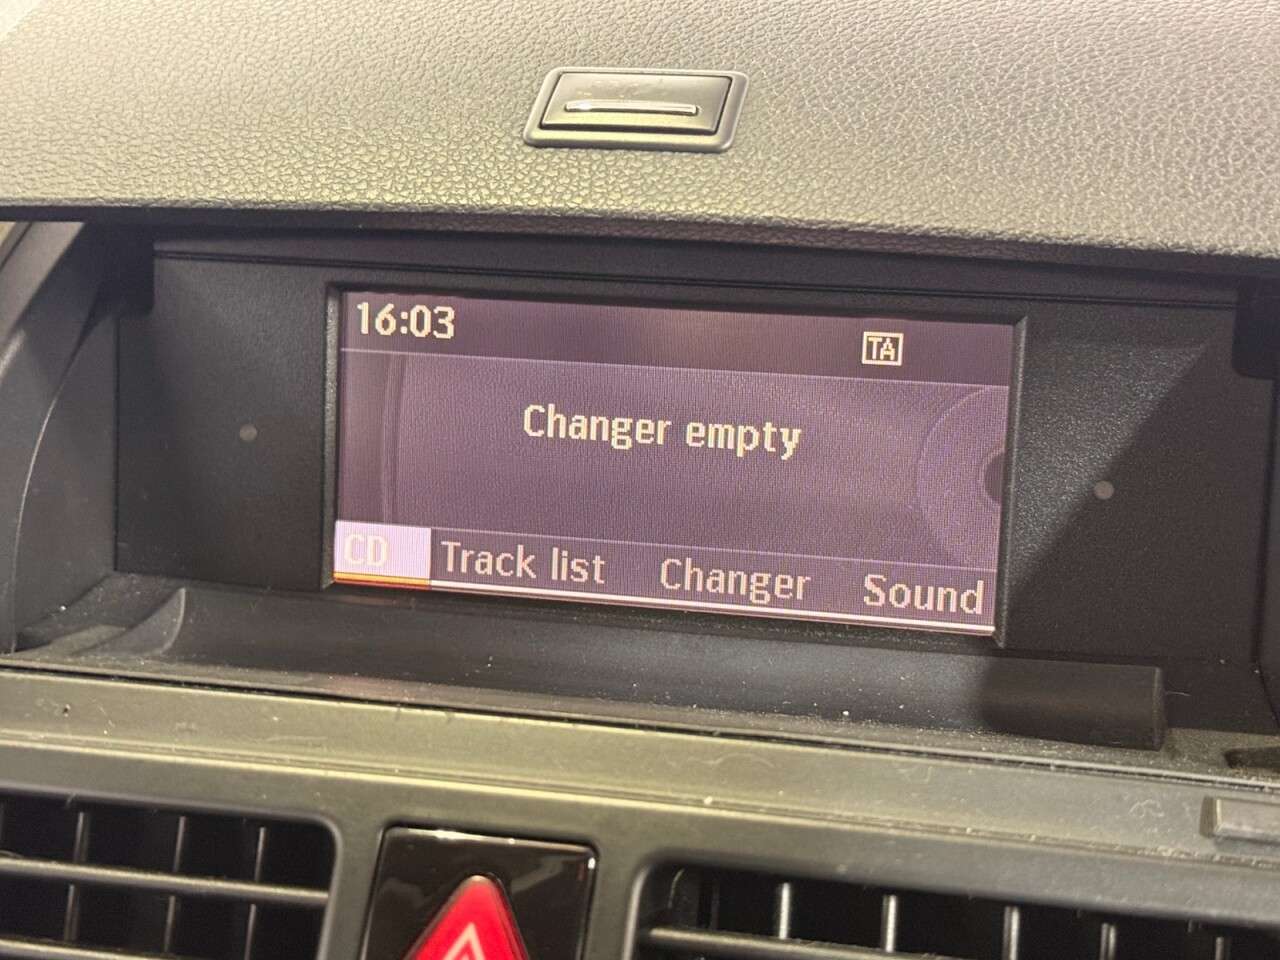 16:03 TA
Changer empty
CD Track list Changer Sound